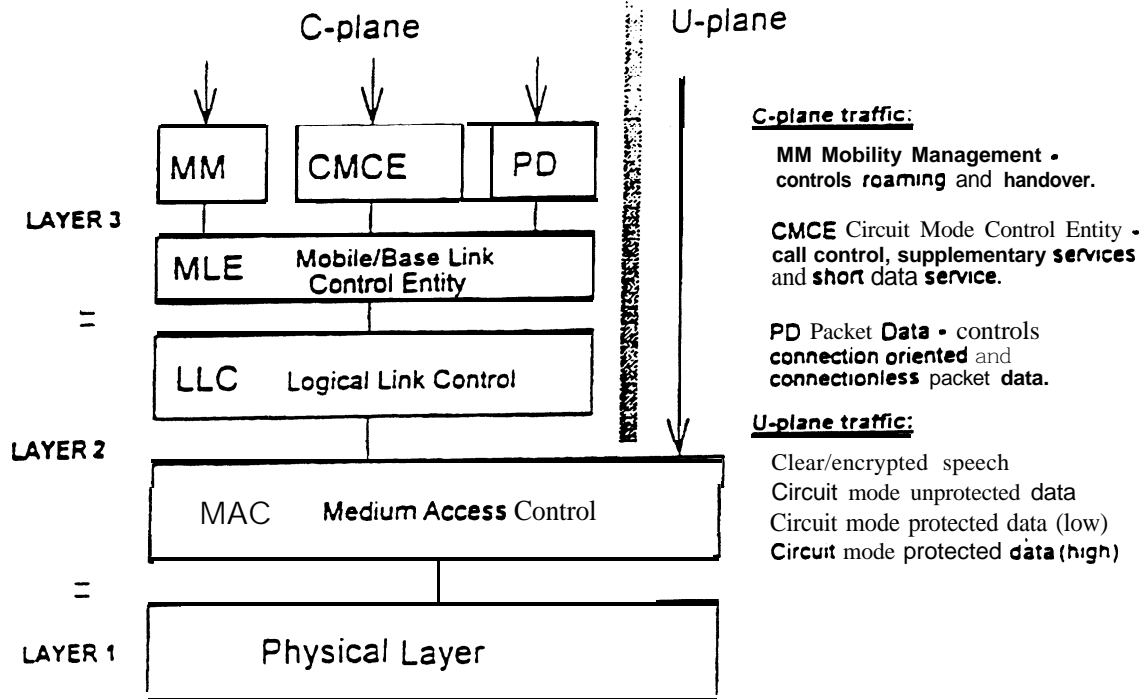 C-plane
U-plane
MM
CMCE
PD
LAYER 3
MLE Mobile/Base Link
Control Entity
LLC Logical Link Control
LAYER 2
MAC Medium Access Control
LAYER 1
Physical Layer
C-plane traffic:
MM Mobility Management -
controls roaming and handover.
CMCE Circuit Mode Control Entity -
call control, supplementary services
and short data service.
PD Packet Data - controls
connection oriented and
connectionless packet data.
U-plane traffic:
Clear/encrypted speech
Circuit mode unprotected data
Circuit mode protected data (low)
Circuit mode protected data (high)